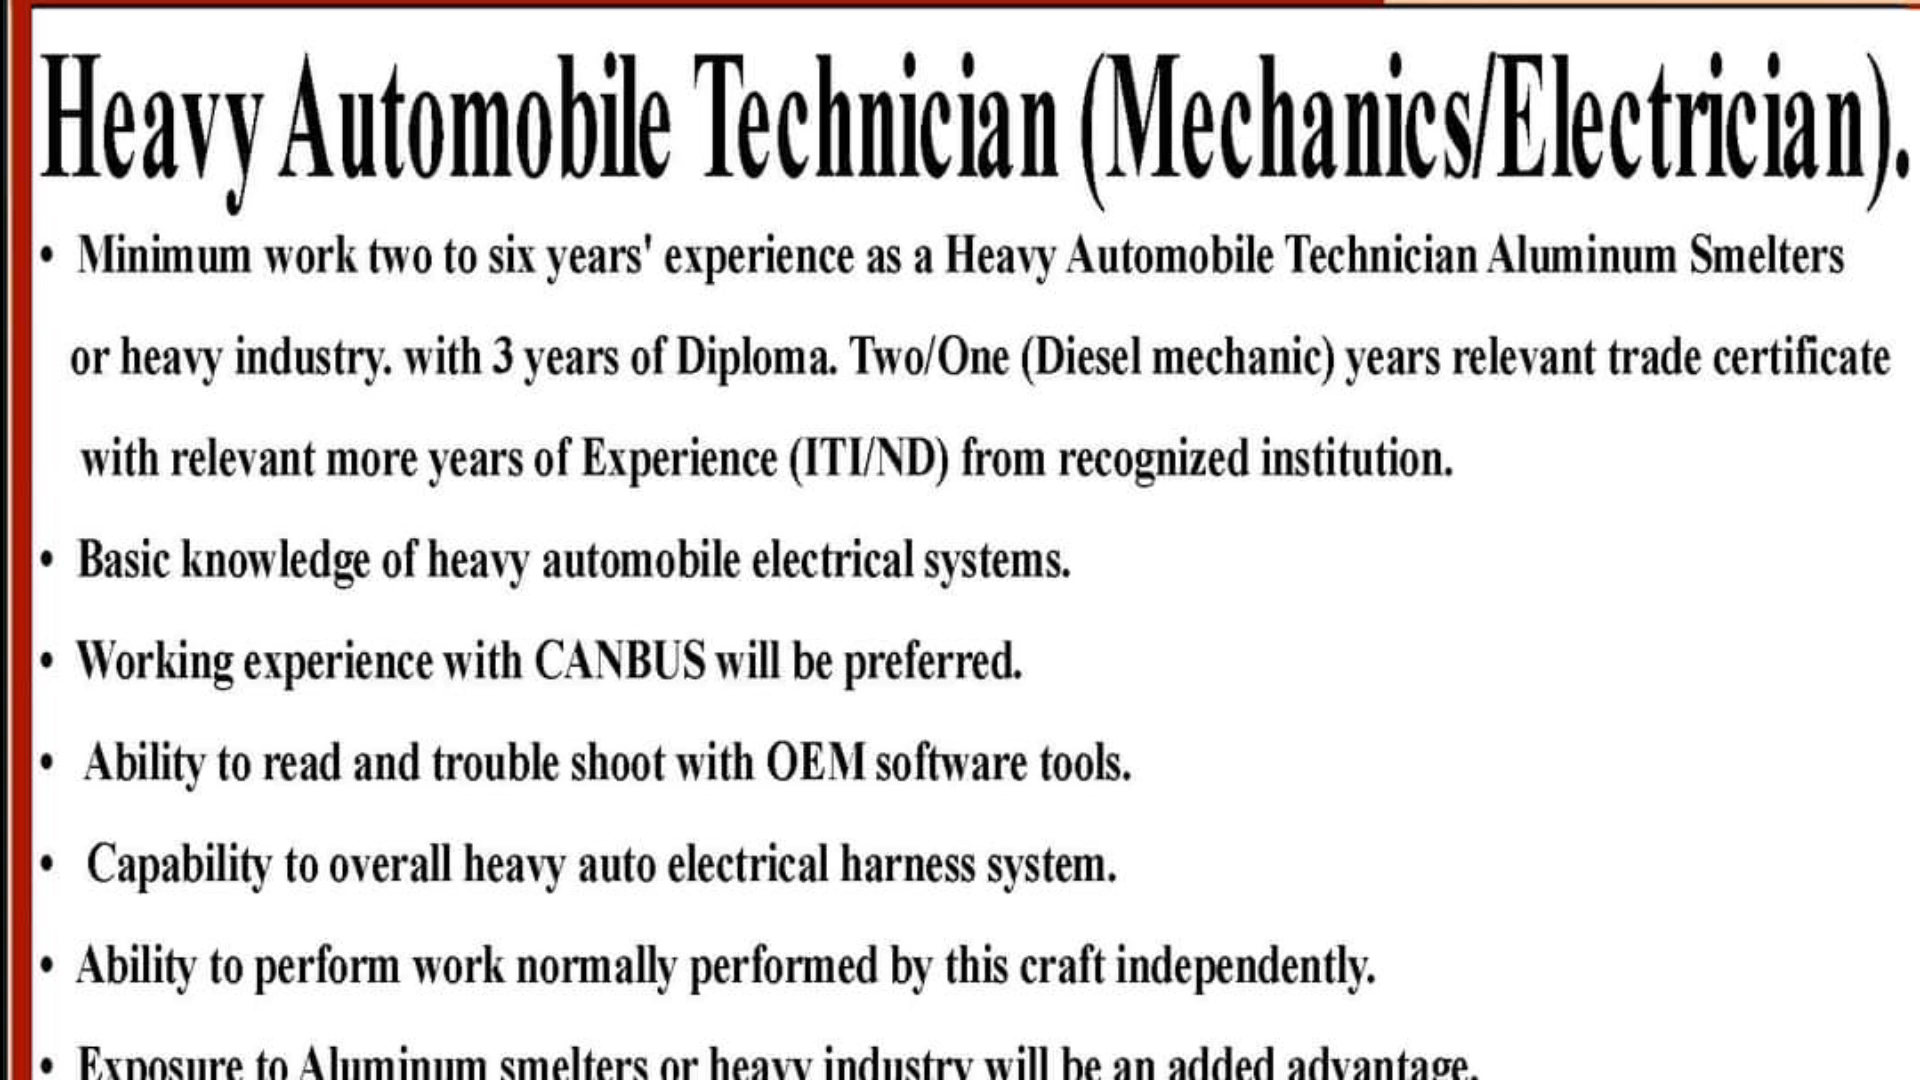 Heavy Automobile Technician (Mechanics/Electrician).
• Minimum work two to six years' experience as a Heavy Automobile Technician Aluminum Smelters
or heavy industry. with 3 years of Diploma. Two/One (Diesel mechanic) years relevant trade certificate
with relevant more years of Experience (ITI/ND) from recognized institution.
• Basic knowledge of heavy automobile electrical systems.
• Working experience with CANBUS will be preferred.
• Ability to read and trouble shoot with OEM software tools.
• Capability to overall heavy auto electrical harness system.
• Ability to perform work normally performed by this craft independently.
• Exposure to Aluminum smelters or heavy industry will be an added advantage.